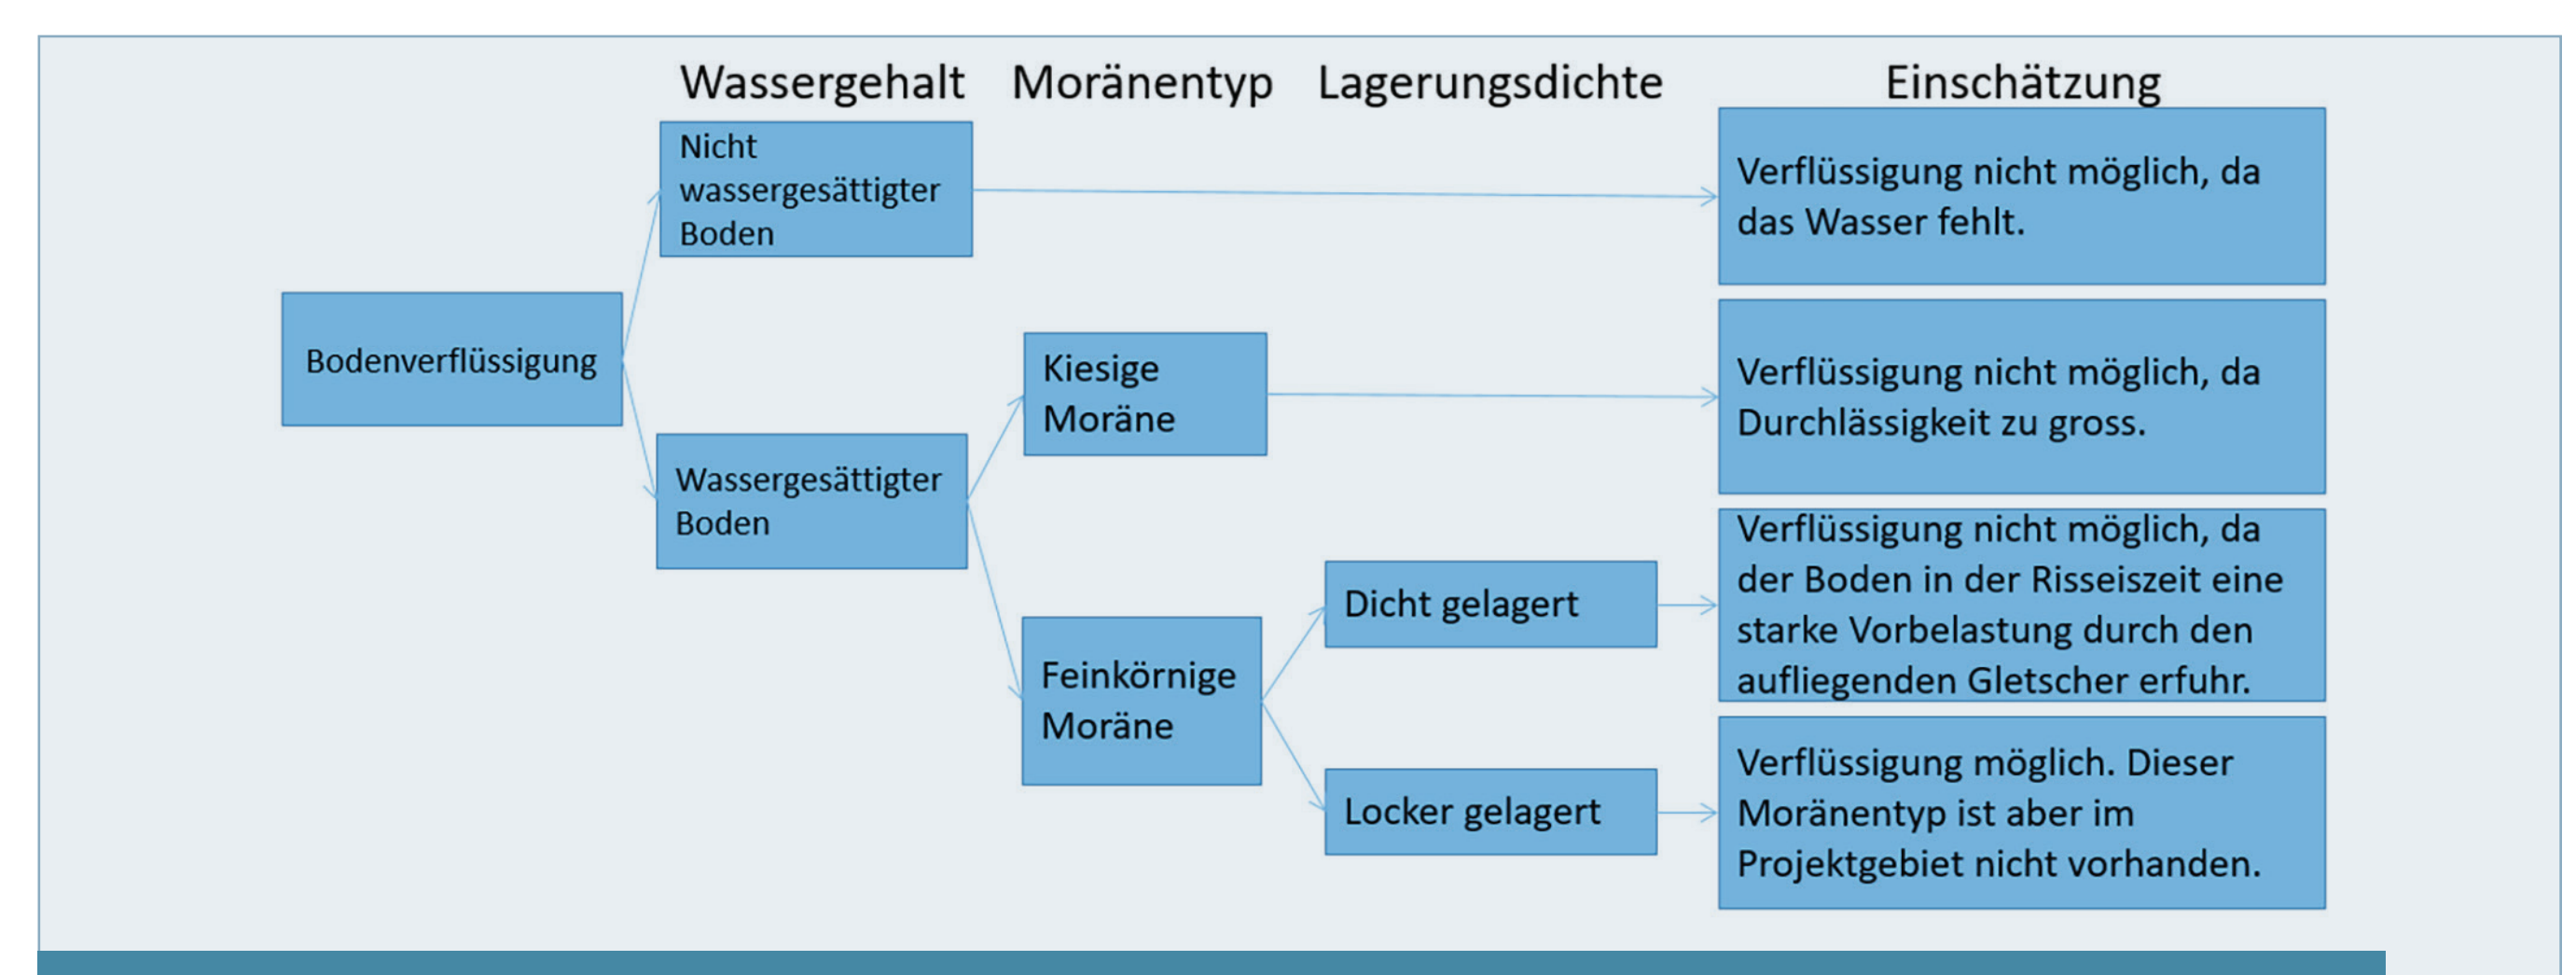 Wassergehalt Moränentyp Lagerungsdichte Einschätzung
Nicht
wassergesättigter
Boden
Verflüssigung nicht möglich, da
das Wasser fehlt.
Bodenverflüssigung
Kiesige
Moräne
Verflüssigung nicht möglich, da
Durchlässigkeit zu gross.
Wassergesättigter
Boden
Dicht gelagert
Verflüssigung nicht möglich, da
der Boden in der Risseiszeit eine
starke Vorbelastung durch den
aufliegenden Gletscher erfuhr.
Feinkörnige
Moräne
Locker gelagert
Verflüssigung möglich. Dieser
Moränentyp ist aber im
Projektgebiet nicht vorhanden.